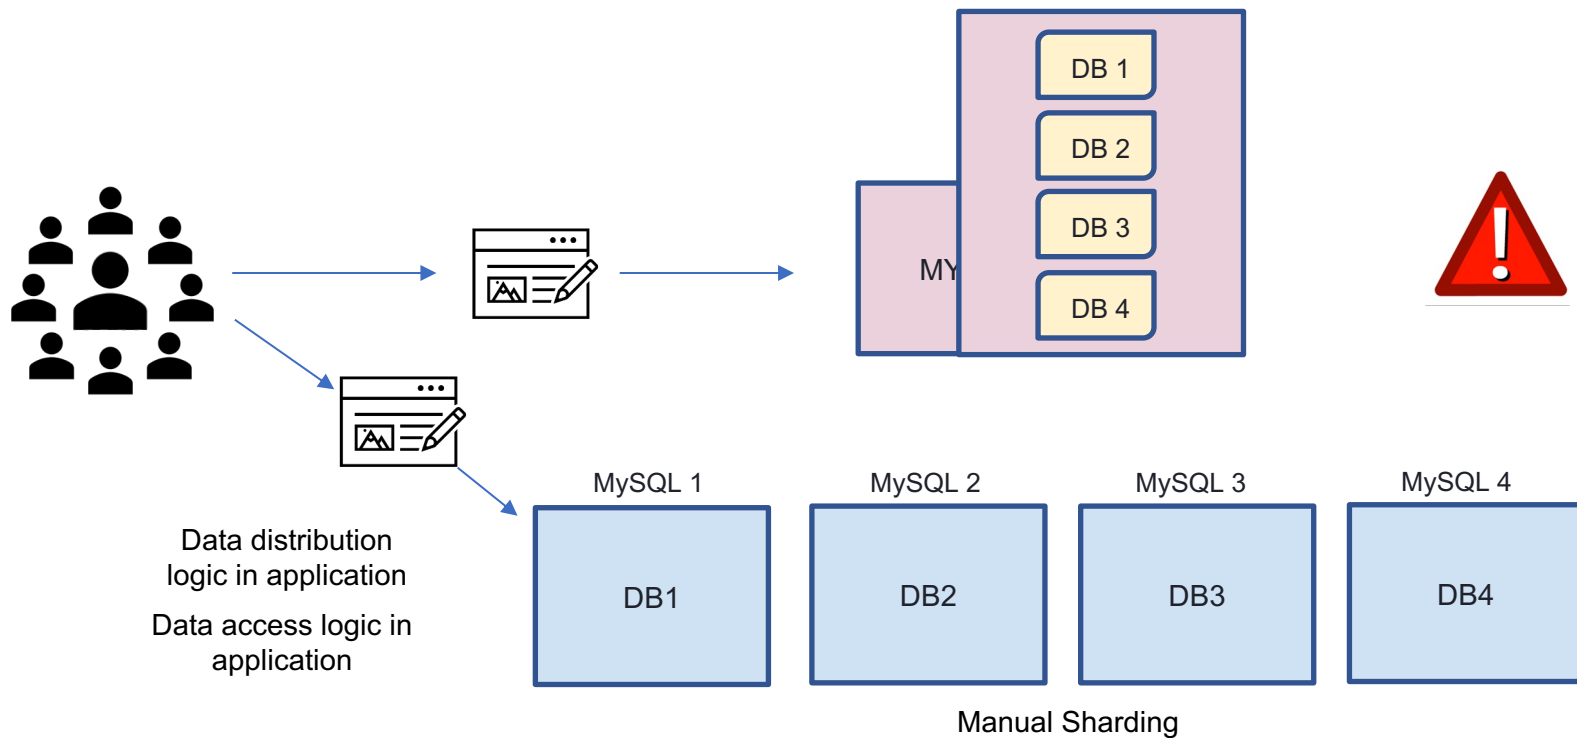 DB 1
DB 2
DB 3
DB 4
MY
MySQL 1
MySQL 2
MySQL 3
MySQL 4
Data distribution
logic in application
Data access logic in
application
DB1
DB2
DB3
DB4
Manual Sharding